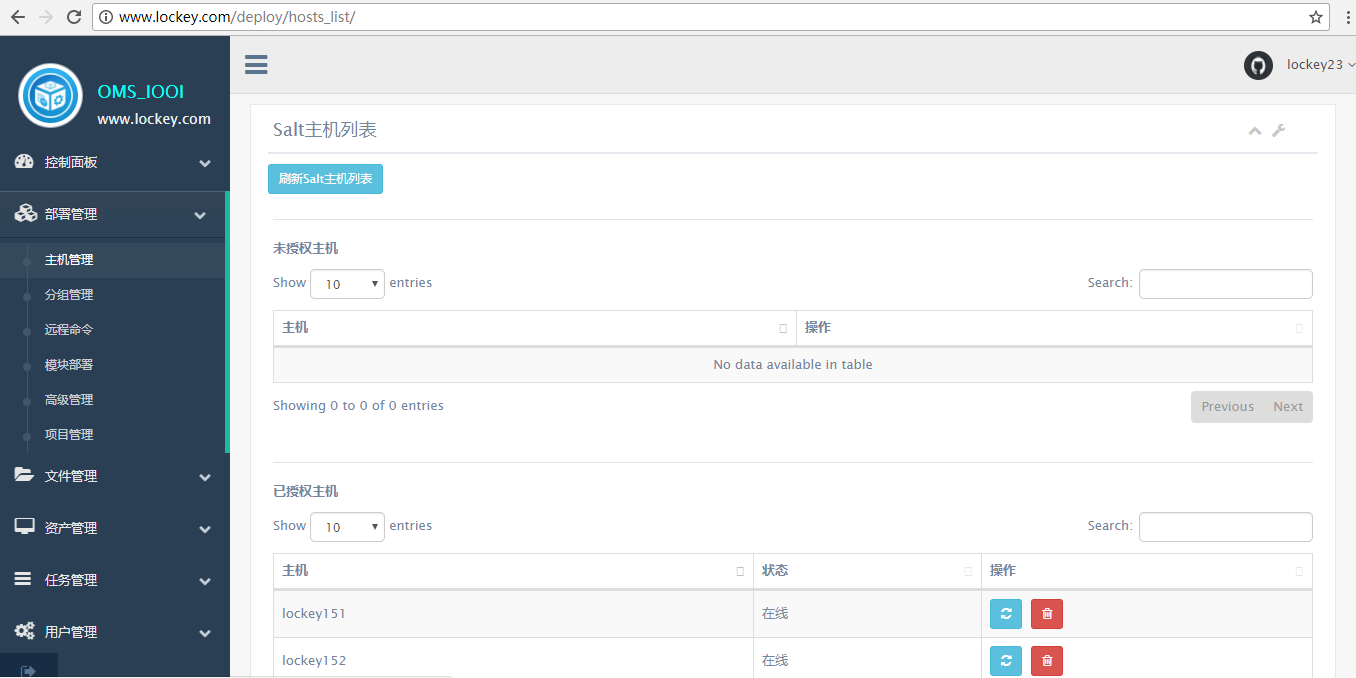 www.lockey.com/deploy/hosts_list/
OMS_IOOI
www.lockey.com
控制面板
部署管理
主机管理
分组管理
远程命令
模块部署
高级管理
项目管理
文件管理
资产管理
任务管理
用户管理
lockey23
Salt主机列表
刷新Salt主机列表
未授权主机
Show 10 entries Search:
主机 操作
No data available in table
Showing 0 to 0 of 0 entries Previous Next
已授权主机
Show 10 entries Search:
主机 状态 操作
lockey151 在线
lockey152 在线